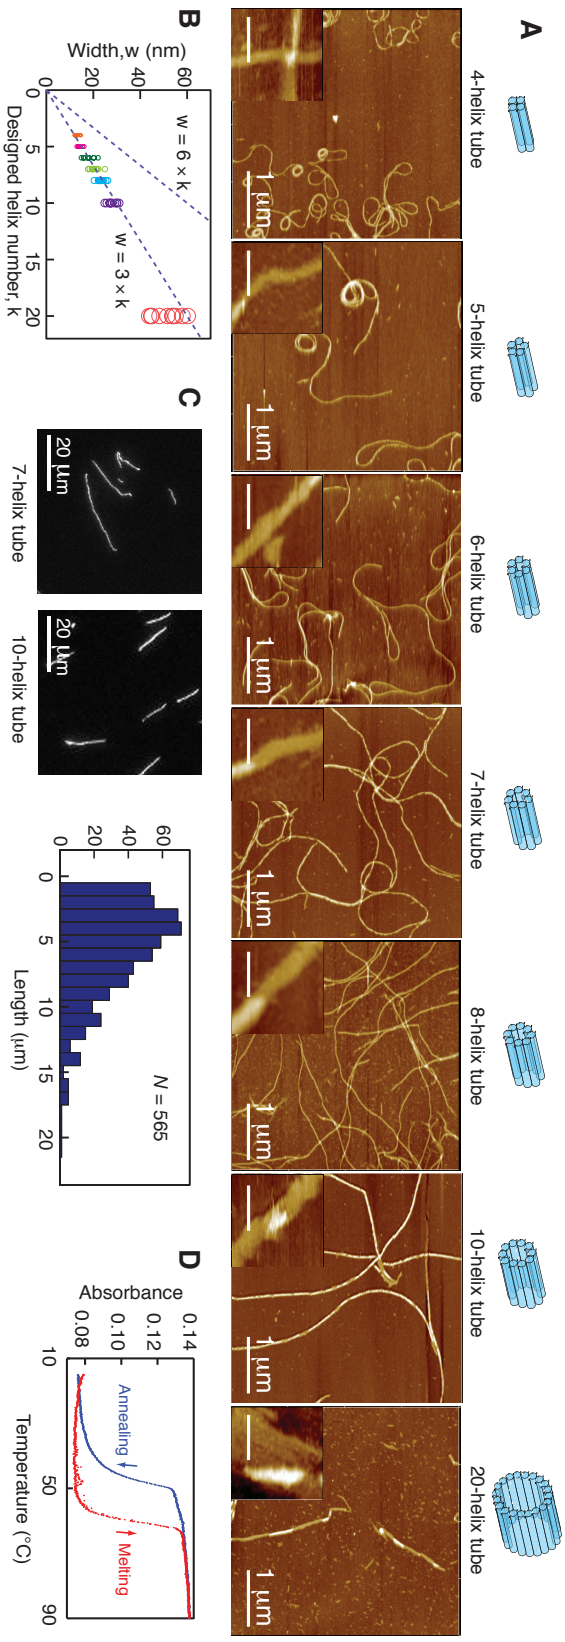 A
4-helix tube
5-helix tube
6-helix tube
7-helix tube
8-helix tube
10-helix tube
20-helix tube
1 μm
1 μm
1 μm
1 μm
1 μm
1 μm
1 μm
B
Width,w (nm)
60
40
20
0
w = 6 × k
w = 3 × k
0
5
10
15
20
Designed helix number, k
C
20 μm
7-helix tube
20 μm
10-helix tube
60
40
20
0
N = 565
0
5
10
15
20
Length (μm)
D
Absorbance
0.14
0.12
0.10
0.08
Annealing
Melting
10
50
90
Temperature (°C)